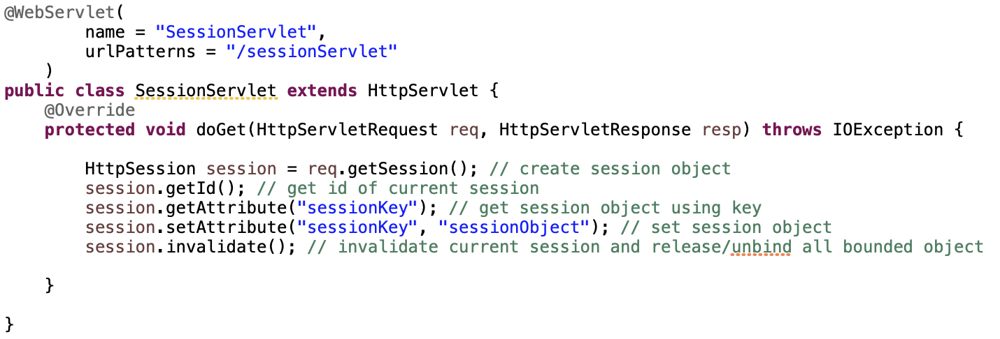 @WebServlet(
        name = "SessionServlet",
        urlPatterns = "/sessionServlet"
    )
public class SessionServlet extends HttpServlet {
    @Override
    protected void doGet(HttpServletRequest req, HttpServletResponse resp) throws IOException {
        HttpSession session = req.getSession(); // create session object
        session.getId(); // get id of current session
        session.getAttribute("sessionKey"); // get session object using key
        session.setAttribute("sessionKey", "sessionObject"); // set session object
        session.invalidate(); // invalidate current session and release/unbind all bounded object
    }
}